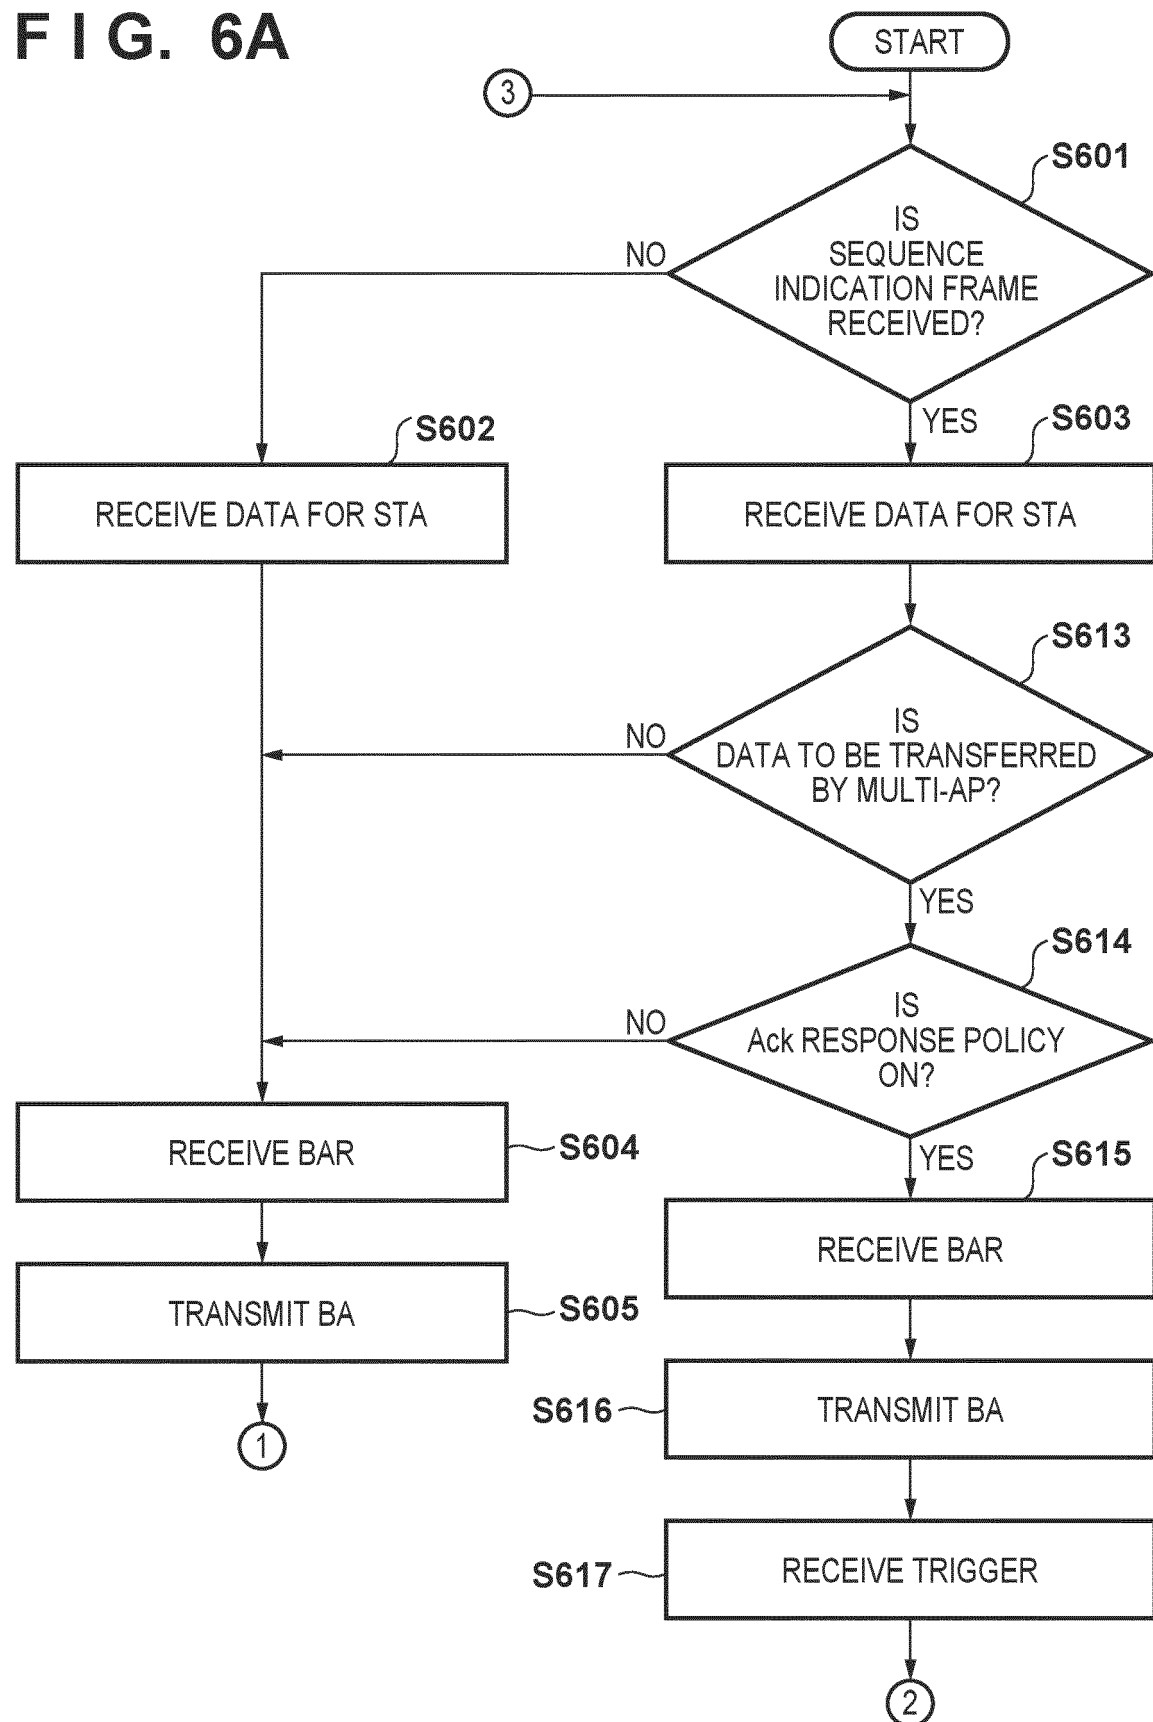 FIG. 6A
START
3
S601
IS
SEQUENCE
INDICATION FRAME
RECEIVED?
NO
YES
S602
RECEIVE DATA FOR STA
S603
RECEIVE DATA FOR STA
S613
IS
DATA TO BE TRANSFERRED
BY MULTI-AP?
NO
YES
S614
IS
Ack RESPONSE POLICY
ON?
NO
YES
RECEIVE BAR
S604
S615
RECEIVE BAR
TRANSMIT BA
S605
S616
TRANSMIT BA
1
S617
RECEIVE TRIGGER
2